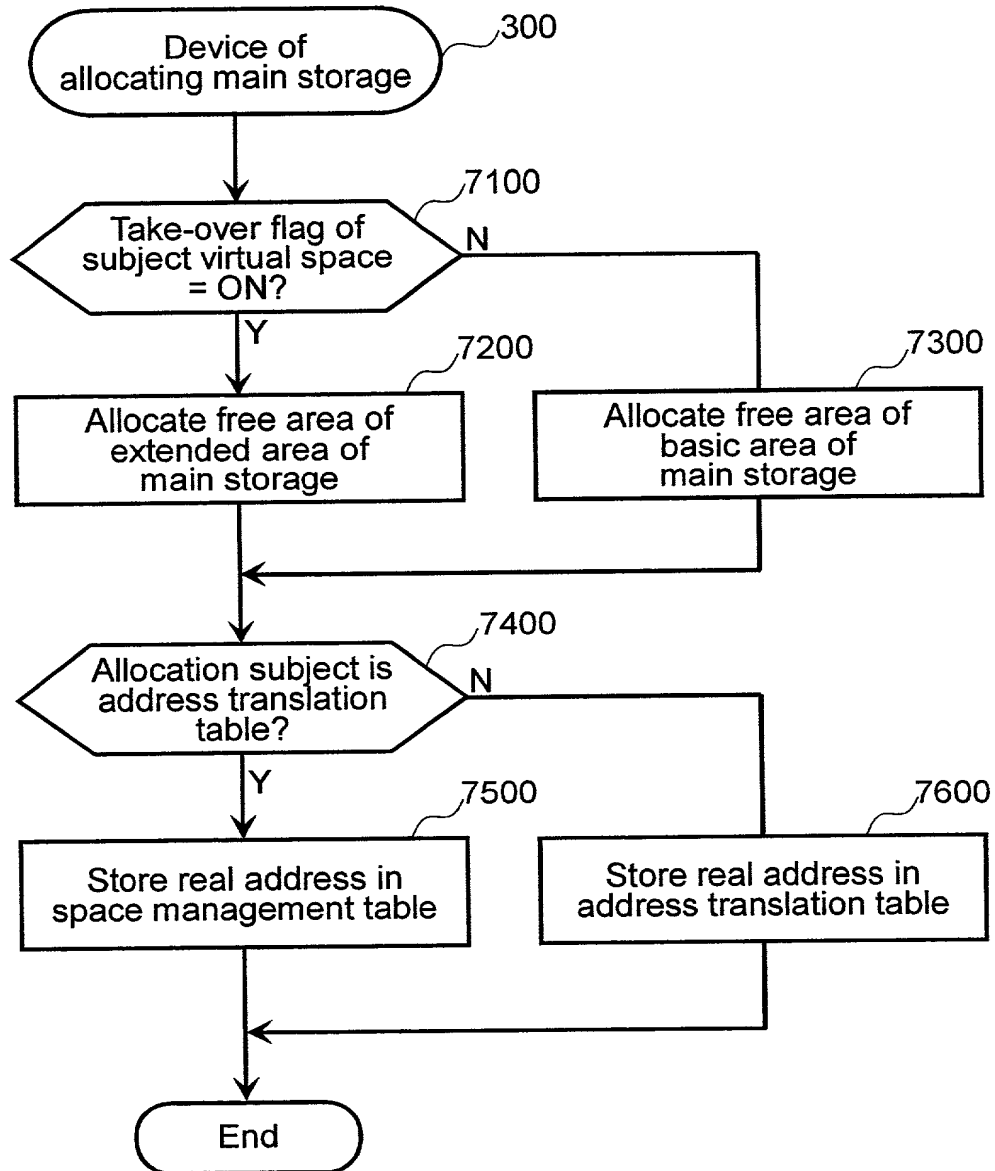 Device of
allocating main storage
300
7100
Take-over flag of
subject virtual space
= ON?
N
Y
7200
7300
Allocate free area of
extended area of
main storage
Allocate free area of
basic area of
main storage
7400
Allocation subject is
address translation
table?
N
Y
7500
7600
Store real address in
space management table
Store real address in
address translation table
End